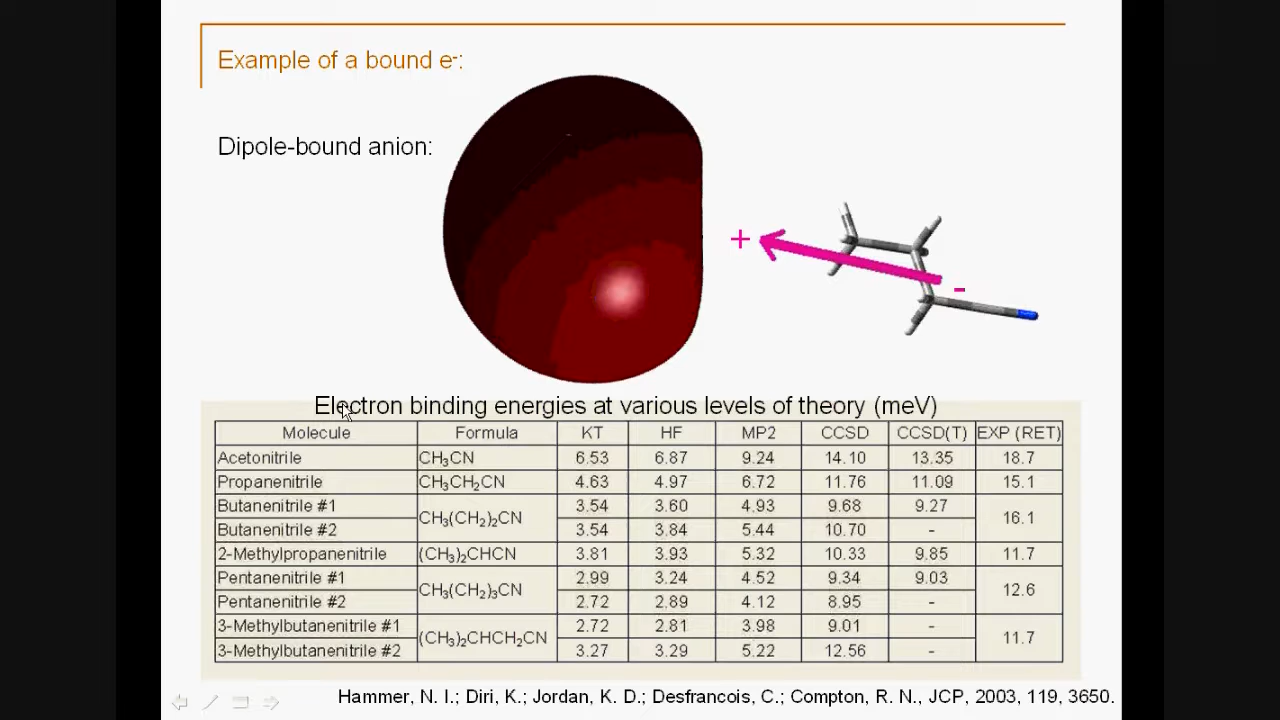 Example of a bound e-:
Dipole-bound anion:
+
-
Electron binding energies at various levels of theory (meV)
Molecule Formula KT HF MP2 CCSD CCSD(T) EXP (RET)
Acetonitrile CH₃CN 6.53 6.87 9.24 14.10 13.35 18.7
Propanenitrile CH₃CH₂CN 4.63 4.97 6.72 11.76 11.09 15.1
Butanenitrile #1 CH₃(CH₂)₂CN 3.54 3.60 4.93 9.68 9.27 16.1
Butanenitrile #2 3.54 3.84 5.44 10.70 -
2-Methylpropanenitrile (CH₃)₂CHCN 3.81 3.93 5.32 10.33 9.85 11.7
Pentanenitrile #1 CH₃(CH₂)₃CN 2.99 3.24 4.52 9.34 9.03 12.6
Pentanenitrile #2 2.72 2.89 4.12 8.95 -
3-Methylbutanenitrile #1 (CH₃)₂CHCH₂CN 2.72 2.81 3.98 9.01 - 11.7
3-Methylbutanenitrile #2 3.27 3.29 5.22 12.56 -
Hammer, N. I.; Diri, K.; Jordan, K. D.; Desfrancois, C.; Compton, R. N., JCP, 2003, 119, 3650.